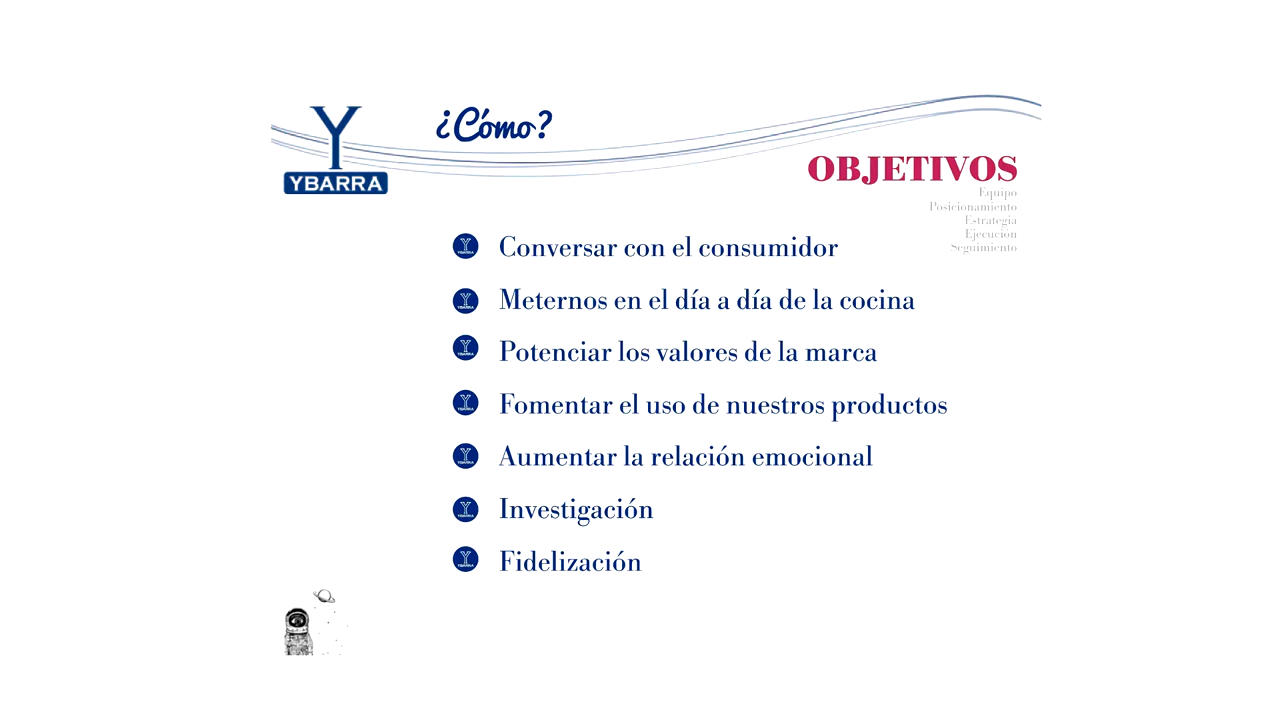 ¿Cómo?
YBARRA
OBJETIVOS
Equipo
Posicionamiento
Estrategia
Ejecución
Seguimiento
Conversar con el consumidor
Meternos en el día a día de la cocina
Potenciar los valores de la marca
Fomentar el uso de nuestros productos
Aumentar la relación emocional
Investigación
Fidelización